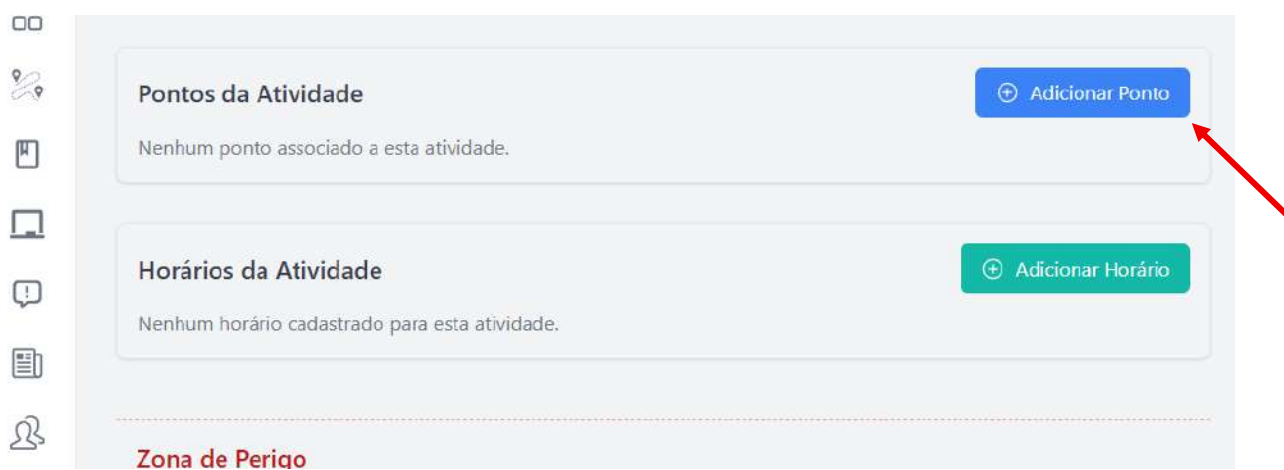 Pontos da Atividade
Adicionar Ponto
Nenhum ponto associado a esta atividade.
Horários da Atividade
Adicionar Horário
Nenhum horário cadastrado para esta atividade.
Zona de Perigo